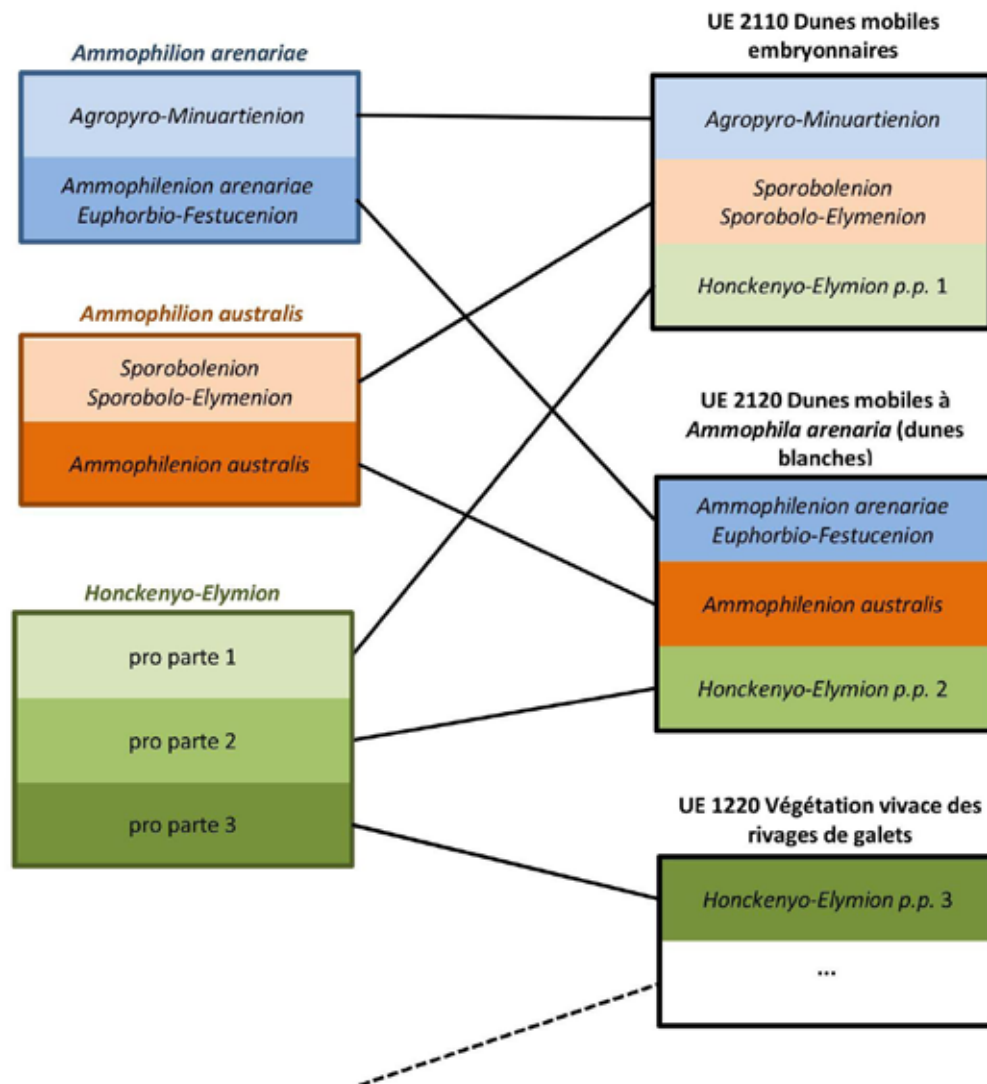 Ammophilion arenariae
Agropyro-Minuartienion
Ammophilenion arenariae
Euphorbio-Festucenion
Ammophilion australis
Sporobolenion
Sporobolo-Elymenion
Ammophilenion australis
Honckenyo-Elymion
pro parte 1
pro parte 2
pro parte 3
UE 2110 Dunes mobiles
embryonnaires
Agropyro-Minuartienion
Sporobolenion
Sporobolo-Elymenion
Honckenyo-Elymion p.p. 1
UE 2120 Dunes mobiles à
Ammophila arenaria (dunes
blanches)
Ammophilenion arenariae
Euphorbio-Festucenion
Ammophilenion australis
Honckenyo-Elymion p.p. 2
UE 1220 Végétation vivace des
rivages de galets
Honckenyo-Elymion p.p. 3
...